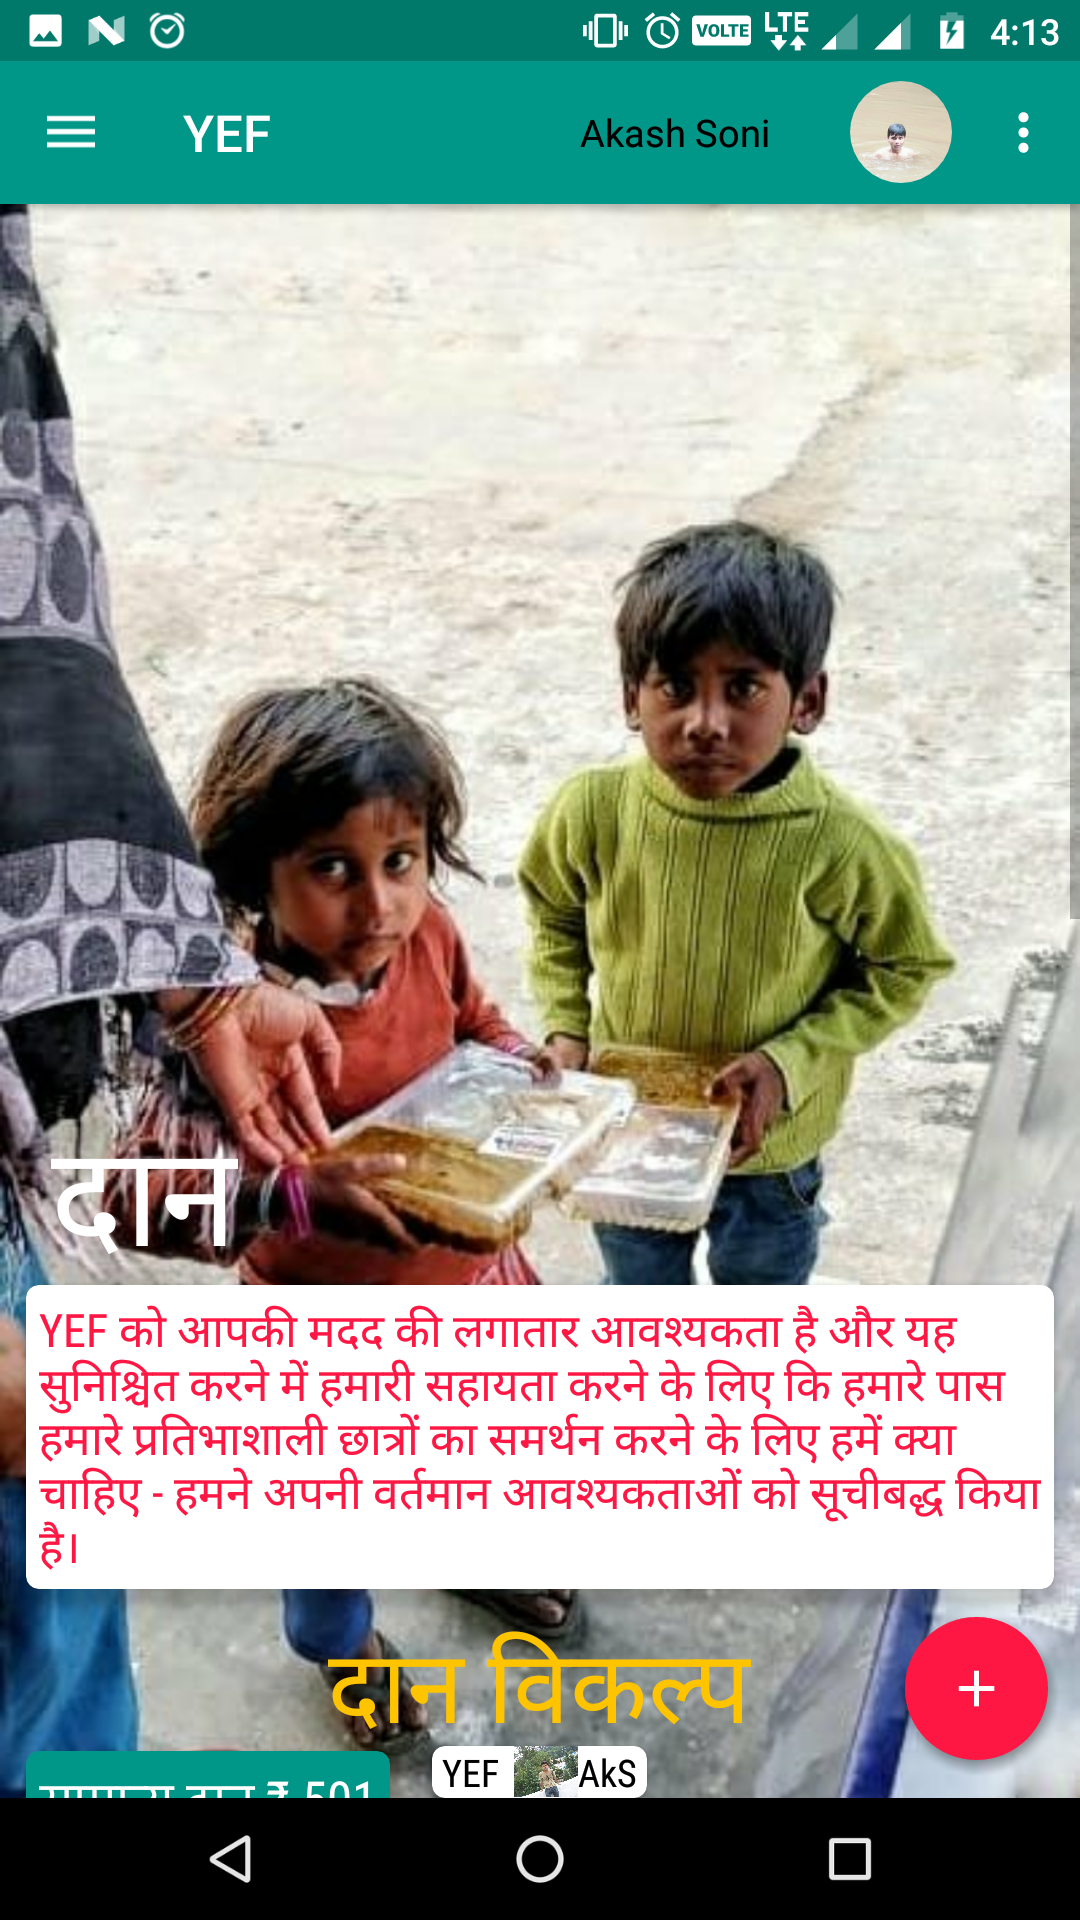 VOLTE LTE 4:13
YEF Akash Soni
दान
YEF को आपकी मदद की लगातार आवश्यकता है और यह
सुनिश्चित करने में हमारी सहायता करने के लिए कि हमारे पास
हमारे प्रतिभाशाली छात्रों का समर्थन करने के लिए हमें क्या
चाहिए - हमने अपनी वर्तमान आवश्यकताओं को सूचीबद्ध किया
है।
दान विकल्प
YEF AkS
दान ₹ 501